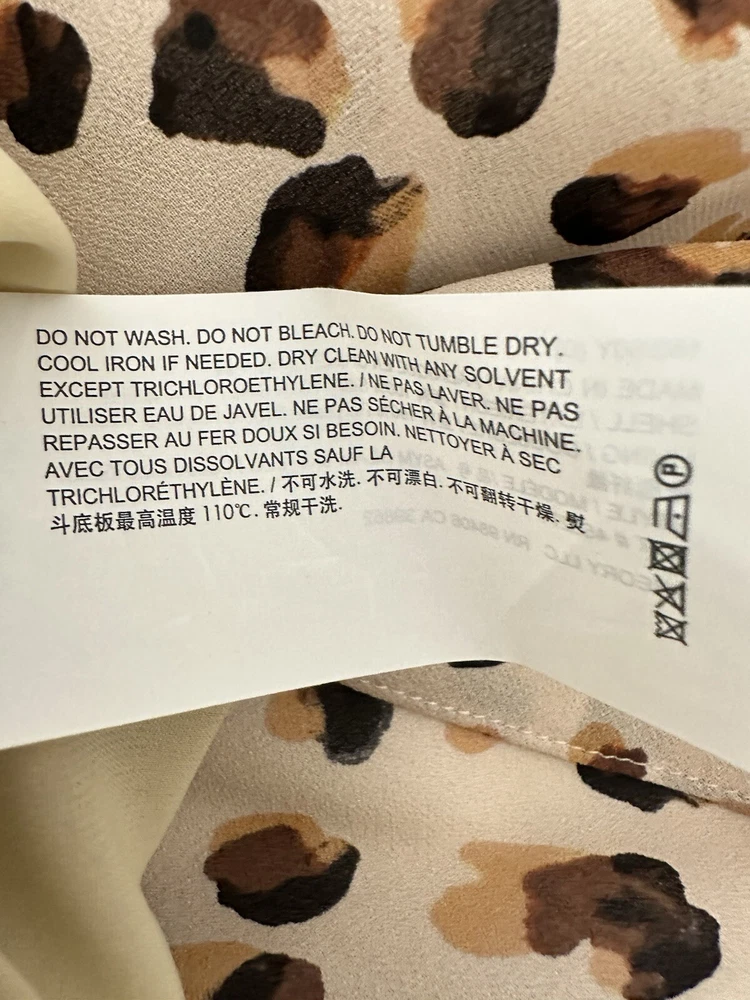 DO NOT WASH. DO NOT BLEACH. DO NOT TUMBLE DRY.
COOL IRON IF NEEDED. DRY CLEAN WITH ANY SOLVENT
EXCEPT TRICHLOROETHYLENE. / NE PAS LAVER. NE PAS
UTILISER EAU DE JAVEL. NE PAS SÉCHER À LA MACHINE.
REPASSER AU FER DOUX SI BESOIN. NETTOYER À SEC
AVEC TOUS DISSOLVANTS SAUF LA
TRICHLORÉTHYLÈNE. / 不可水洗. 不可漂白. 不可翻转干燥. 熨
斗底板最高温度 110℃. 常规干洗.
P